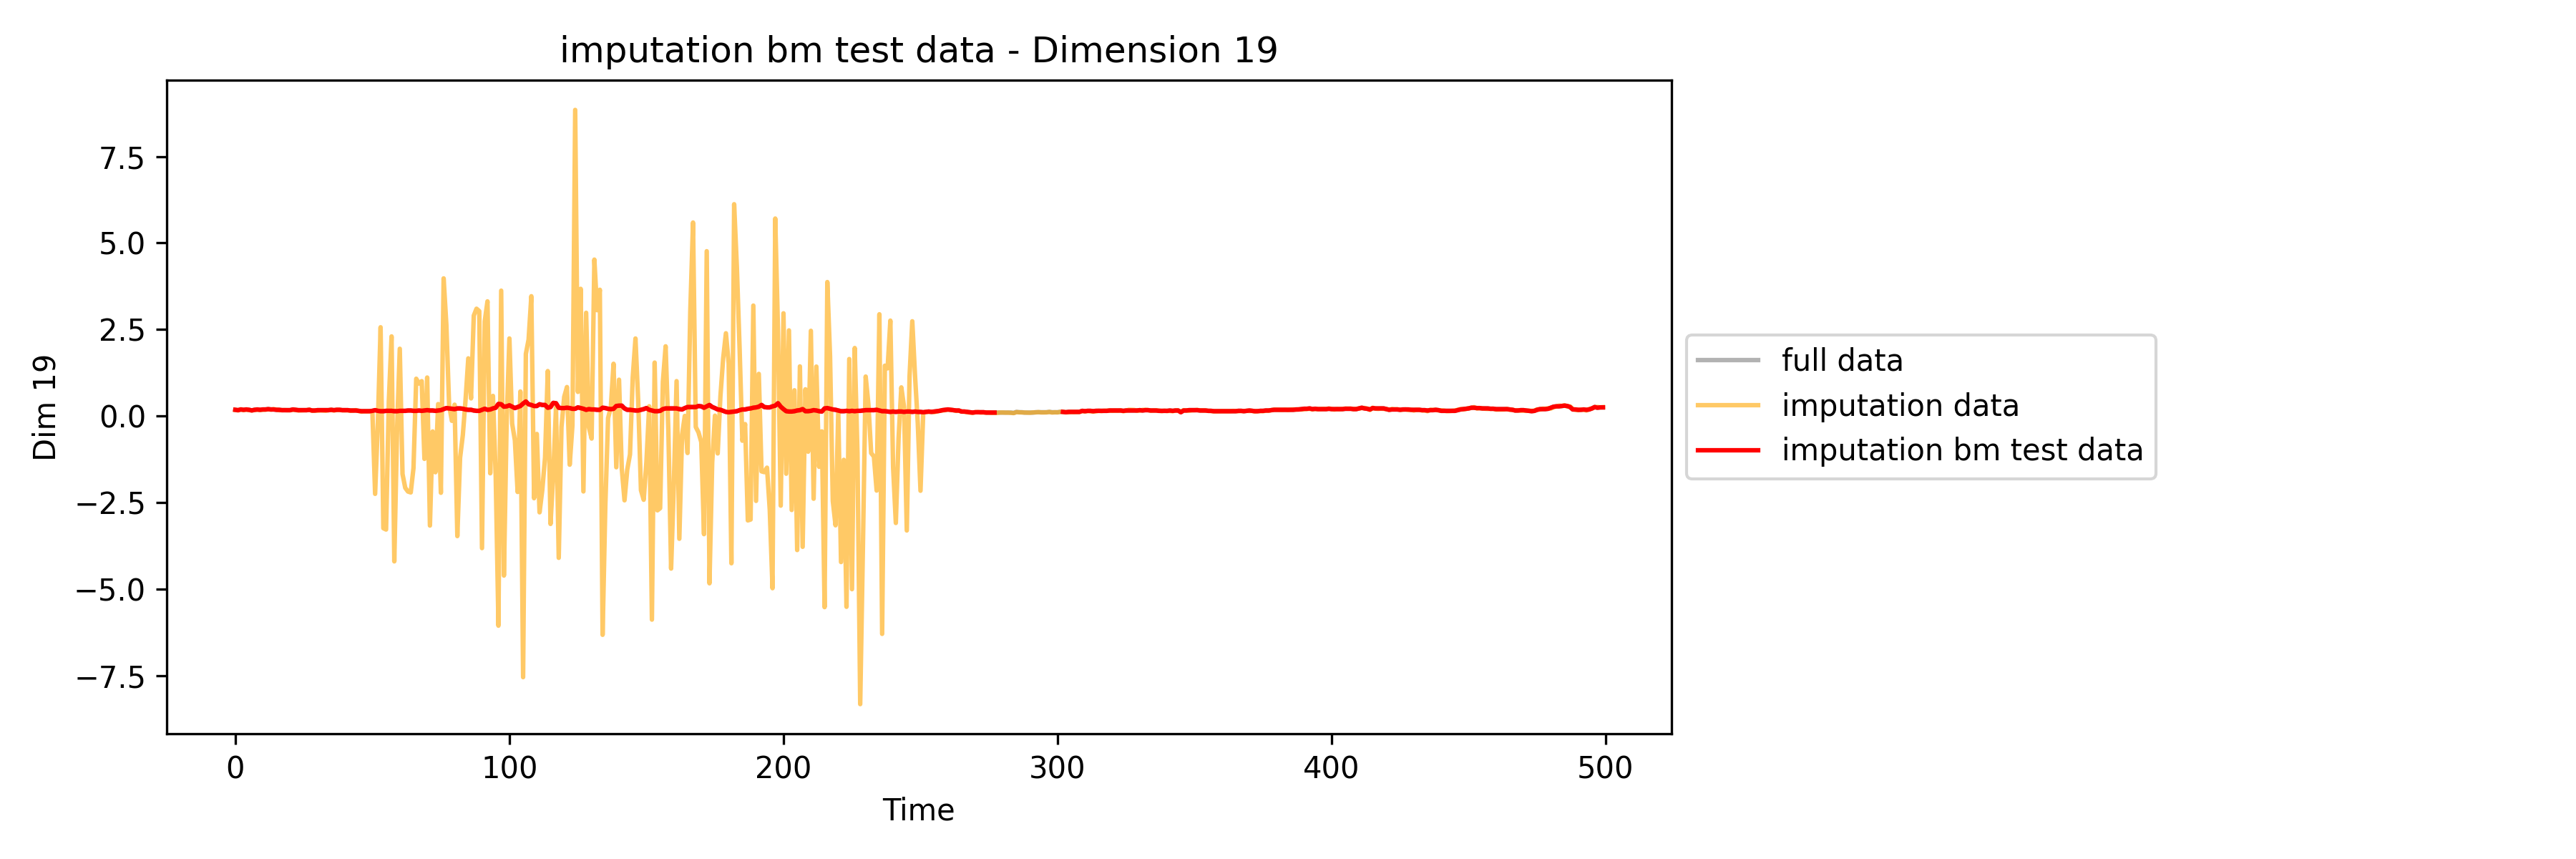 imputation bm test data - Dimension 19
7.5
5.0
2.5
0.0
−2.5
−5.0
−7.5
Dim 19
0
100
200
300
400
500
Time
full data
imputation data
imputation bm test data